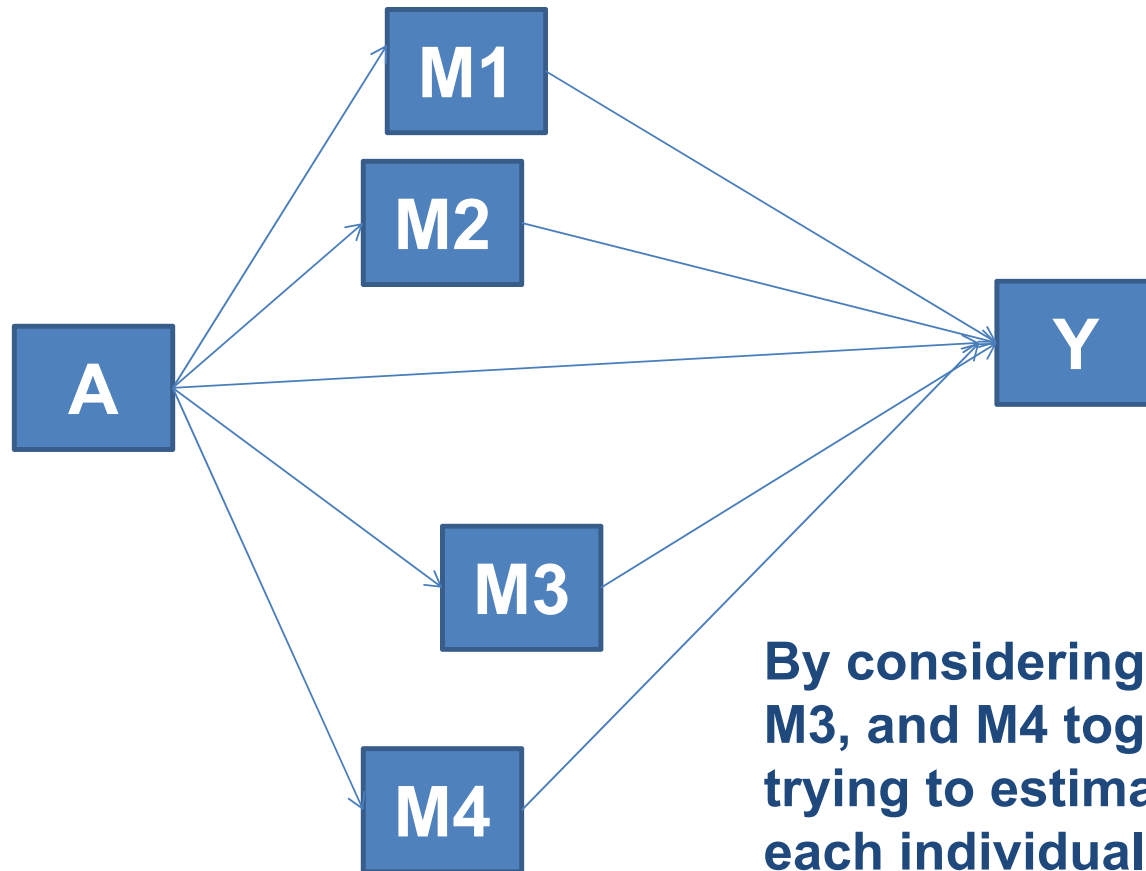 M1
M2
A
Y
M3
M4
By considering
M3, and M4 tog
trying to estima
each individual